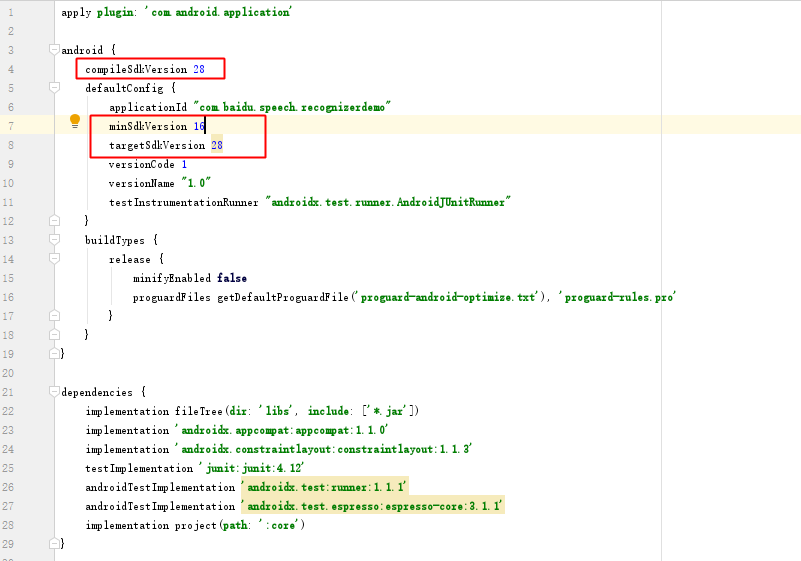 1 apply plugin: 'com.android.application'
2
3 android {
4 compileSdkVersion 28
5 defaultConfig {
6 applicationId "com.baidu.speech.recognizerdemo"
7 minSdkVersion 16
8 targetSdkVersion 28
9 versionCode 1
10 versionName "1.0"
11 testInstrumentationRunner "androidx.test.runner.AndroidJUnitRunner"
12 }
13 buildTypes {
14 release {
15 minifyEnabled false
16 proguardFiles getDefaultProguardFile('proguard-android-optimize.txt'), 'proguard-rules.pro'
17 }
18 }
19 }
20
21 dependencies {
22 implementation fileTree(dir: 'libs', include: ['*.jar'])
23 implementation 'androidx.appcompat:appcompat:1.1.0'
24 implementation 'androidx.constraintlayout:constraintlayout:1.1.3'
25 testImplementation 'junit:junit:4.12'
26 androidTestImplementation 'androidx.test:runner:1.1.1'
27 androidTestImplementation 'androidx.test.espresso:espresso-core:3.1.1'
28 implementation project(path: ':core')
29 }